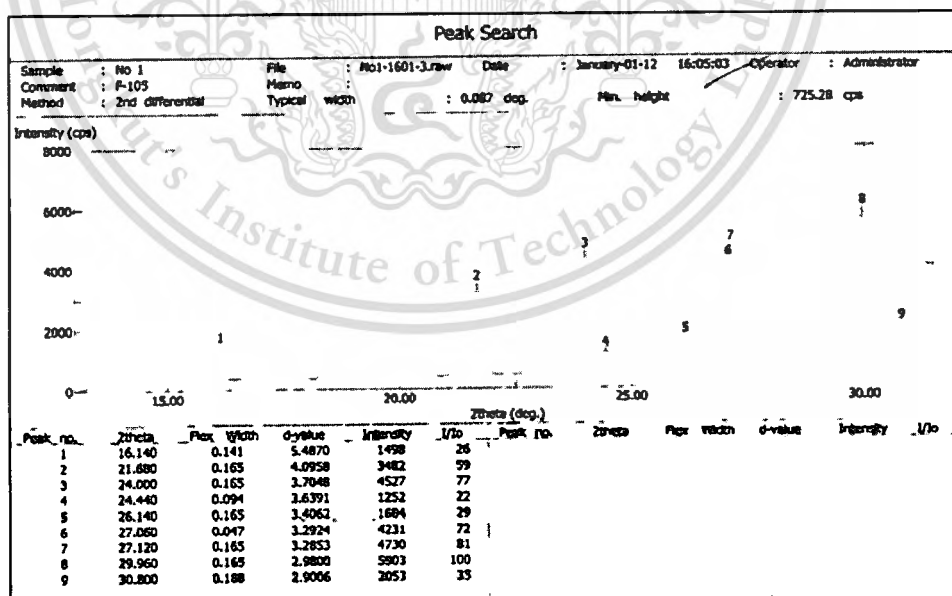 Peak Search
Sample : No 1 File : No1-1601-3.raw Date : January-01-12 16:05:03 Operator : Administrator
Comment : P-105 Memo :
Method : 2nd differential Typical width : 0.087 deg. Min. height : 725.28 cps
Intensity (cps)
8000
6000
4000
2000
0
1
2
3
4
5
6
7
8
9
15.00 20.00 25.00 30.00
2theta (deg.)
Peak no. 2theta Flex Width d-value Intensity I/Io Peak no. 2theta Flex Width d-value Intensity I/Io
1 16.140 0.141 5.4870 1498 26
2 21.680 0.165 4.0958 3482 59
3 24.000 0.165 3.7048 4527 77
4 24.440 0.094 3.6391 1252 22
5 26.140 0.165 3.4062 1684 29
6 27.060 0.047 3.2924 4231 72
7 27.120 0.165 3.2853 4730 81
8 29.960 0.165 2.9800 5903 100
9 30.800 0.188 2.9006 2053 35
's Institute of Technology